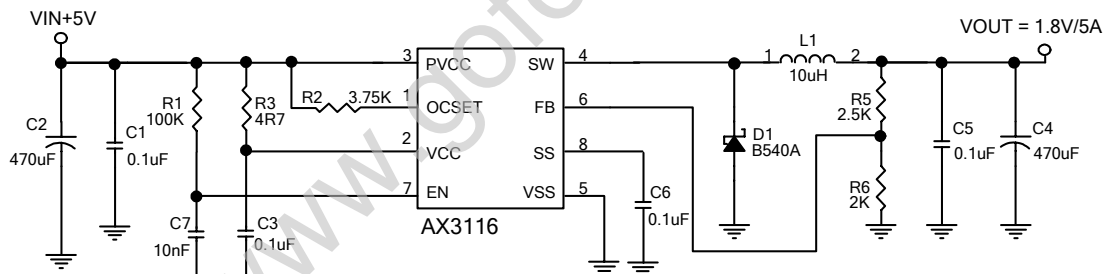 VIN+5V
VOUT = 1.8V/5A
L1
1 2
10uH
3 PVCC SW 4
R1
100K
R3
4R7
R2 3.75K
1 OCSET FB 6
R5
2.5K
C2
470uF
C1
0.1uF
2 VCC SS 8
D1
B540A
C5
0.1uF
C4
470uF
7 EN VSS 5
R6
2K
C6
0.1uF
AX3116
C7
10nF
C3
0.1uF